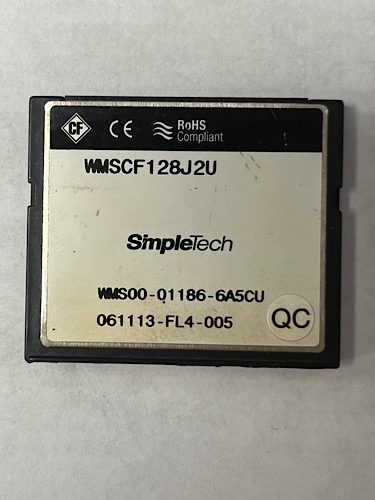 CF CE RoHS
Compliant
WMSCF128J2U
SimpleTech
WMS00-01186-6A5CU
061113-FL4-005 QC